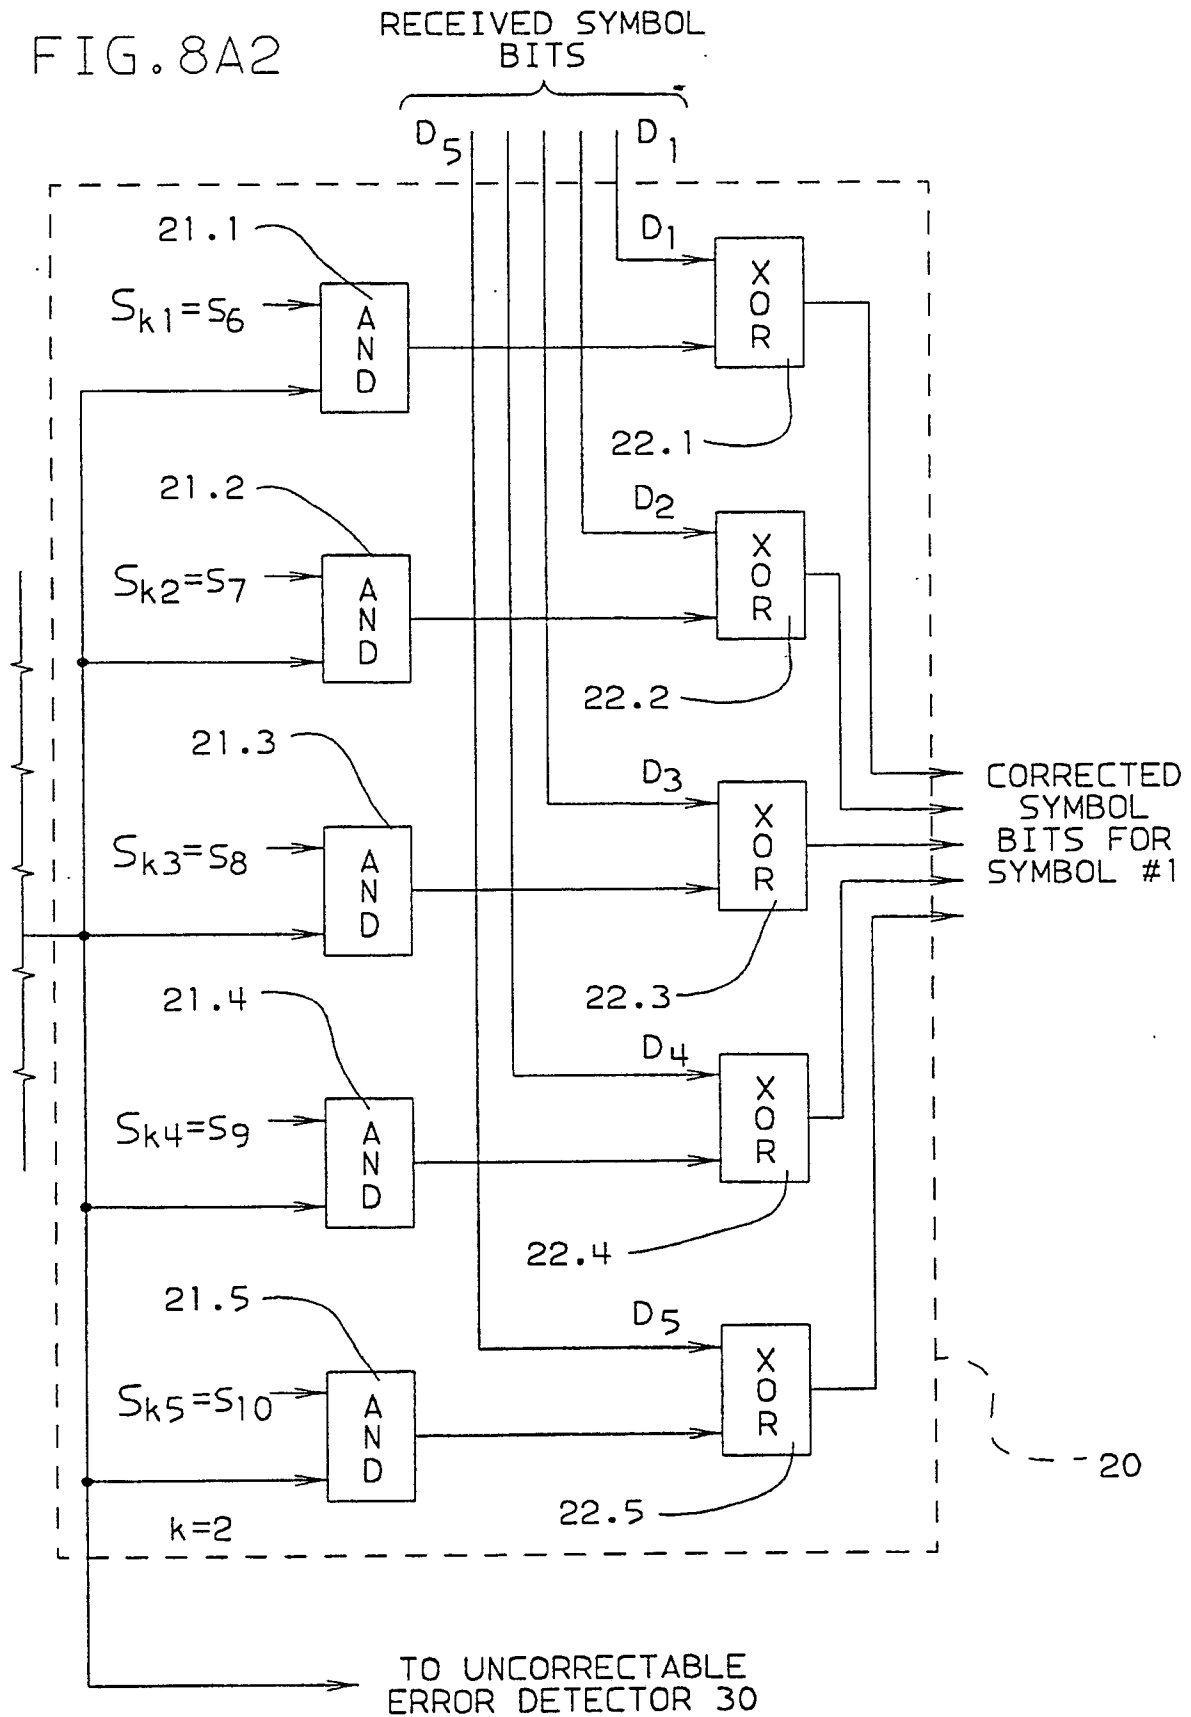 FIG.8A2
RECEIVED SYMBOL
BITS
D5
D1
21.1
D1
XOR
Sk1=S6
AND
22.1
21.2
D2
XOR
Sk2=S7
AND
22.2
21.3
D3
XOR
CORRECTED
SYMBOL
BITS FOR
SYMBOL #1
Sk3=S8
AND
22.3
21.4
D4
XOR
Sk4=S9
AND
22.4
21.5
D5
XOR
Sk5=S10
AND
20
22.5
k=2
TO UNCORRECTABLE
ERROR DETECTOR 30